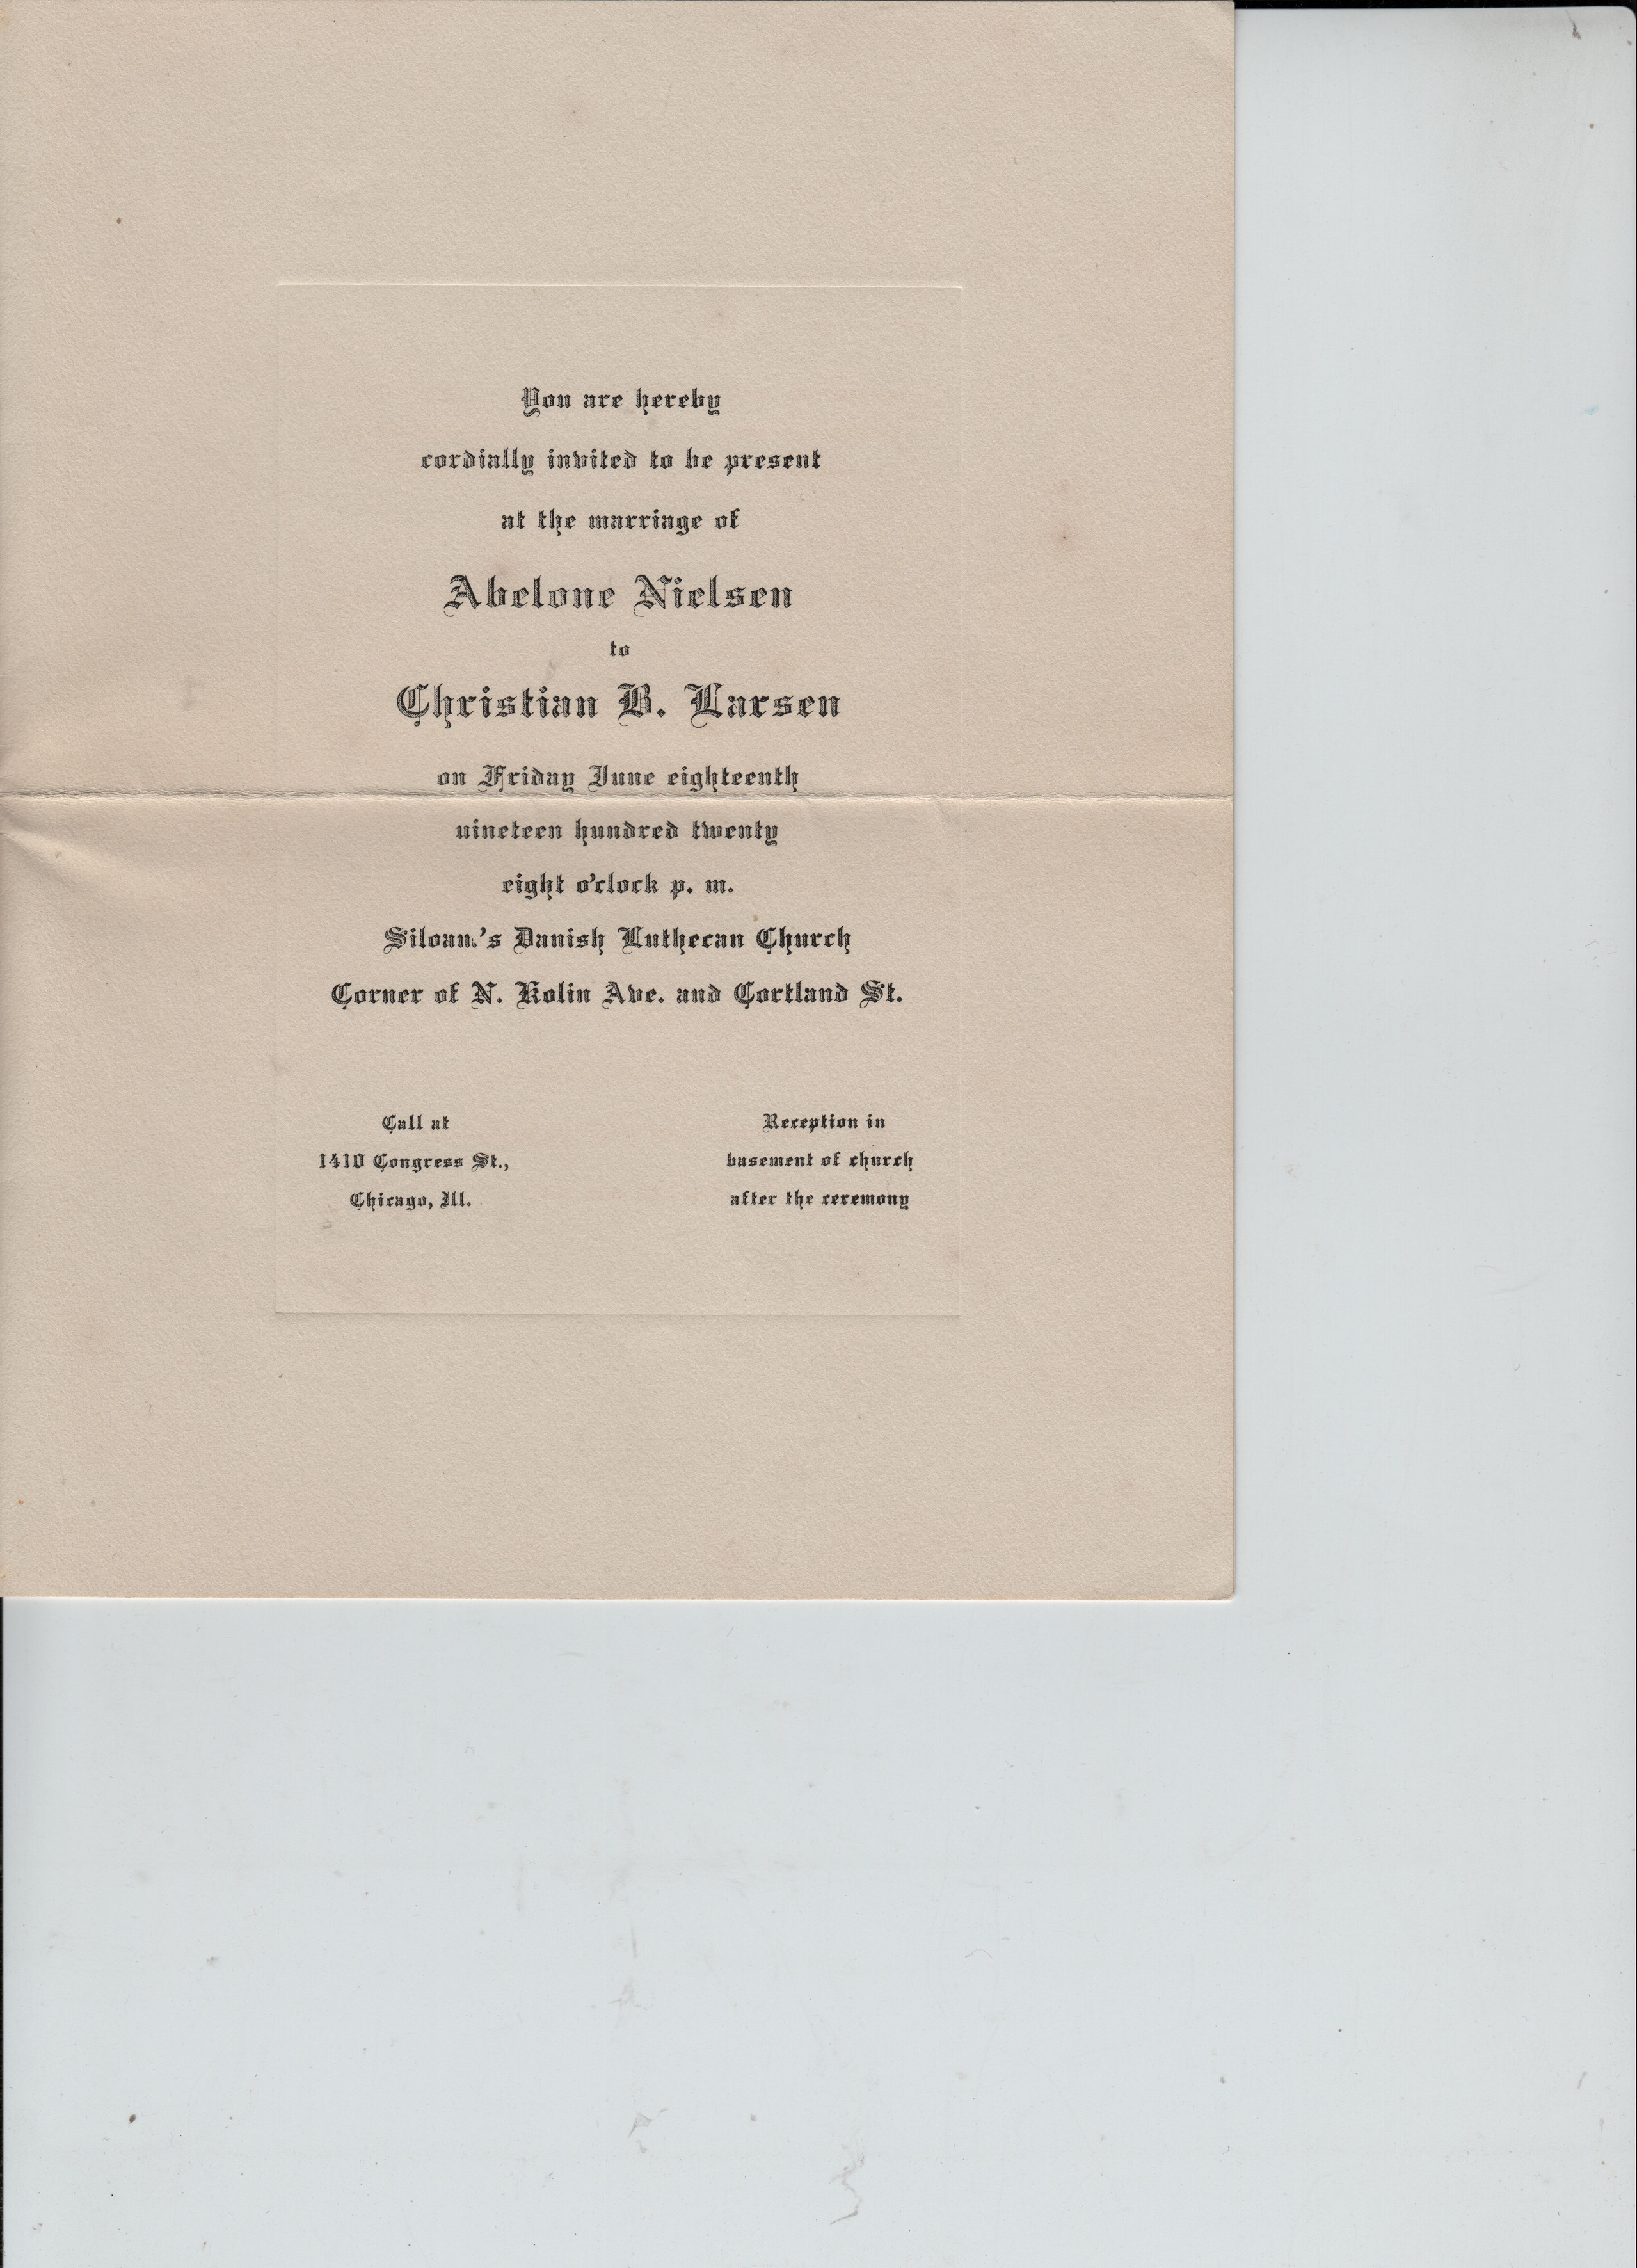 You are hereby
cordially invited to be present
at the marriage of
Abelone Nielsen
to
Christian B. Larsen
on Friday June eighteenth
nineteen hundred twenty
eight o'clock p. m.
Siloam's Danish Lutheran Church
Corner of N. Kolin Ave. and Cortland St.
Call at
1410 Congress St.,
Chicago, Ill.
Reception in
basement of church
after the ceremony